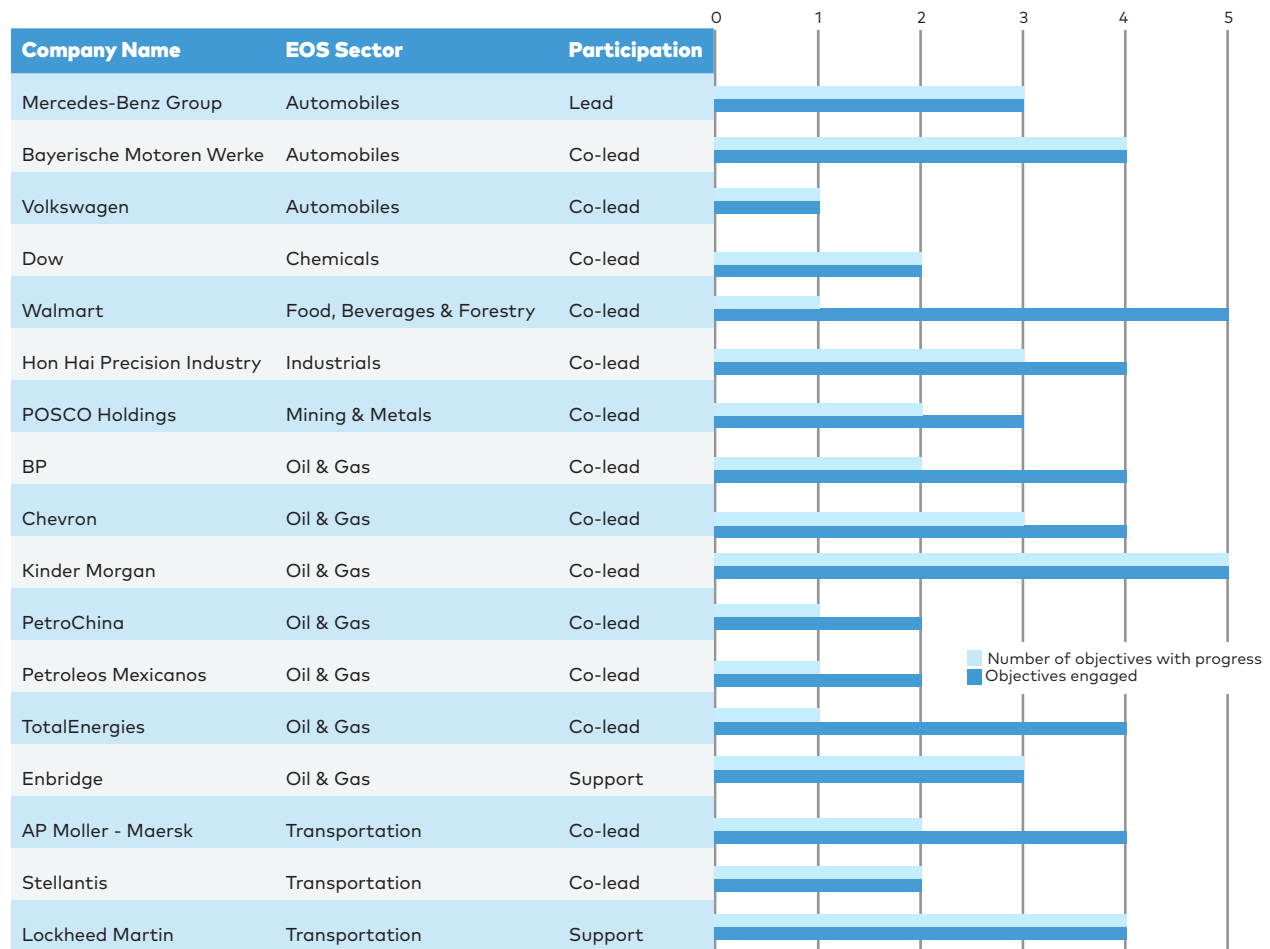 0 1 2 3 4 5
Company Name EOS Sector Participation
Mercedes-Benz Group Automobiles Lead
Bayerische Motoren Werke Automobiles Co-lead
Volkswagen Automobiles Co-lead
Dow Chemicals Co-lead
Walmart Food, Beverages & Forestry Co-lead
Hon Hai Precision Industry Industrials Co-lead
POSCO Holdings Mining & Metals Co-lead
BP Oil & Gas Co-lead
Chevron Oil & Gas Co-lead
Kinder Morgan Oil & Gas Co-lead
PetroChina Oil & Gas Co-lead
Petroleos Mexicanos Oil & Gas Co-lead
TotalEnergies Oil & Gas Co-lead
Enbridge Oil & Gas Support
AP Moller - Maersk Transportation Co-lead
Stellantis Transportation Co-lead
Lockheed Martin Transportation Support
Number of objectives with progress
Objectives engaged